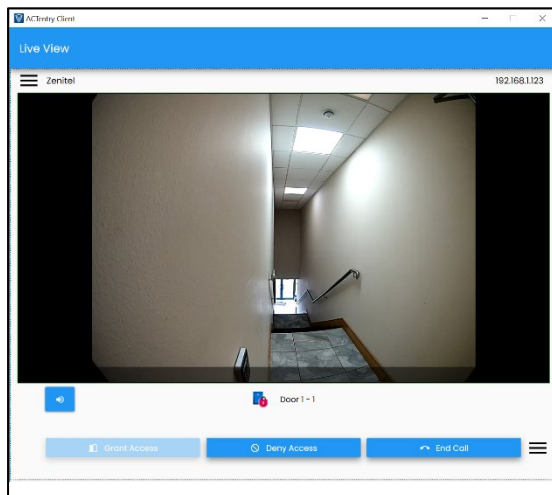 ACTentry Client
Live View
Zenitel 192.168.1.123
Door 1 - 1
Grant Access Deny Access End Call